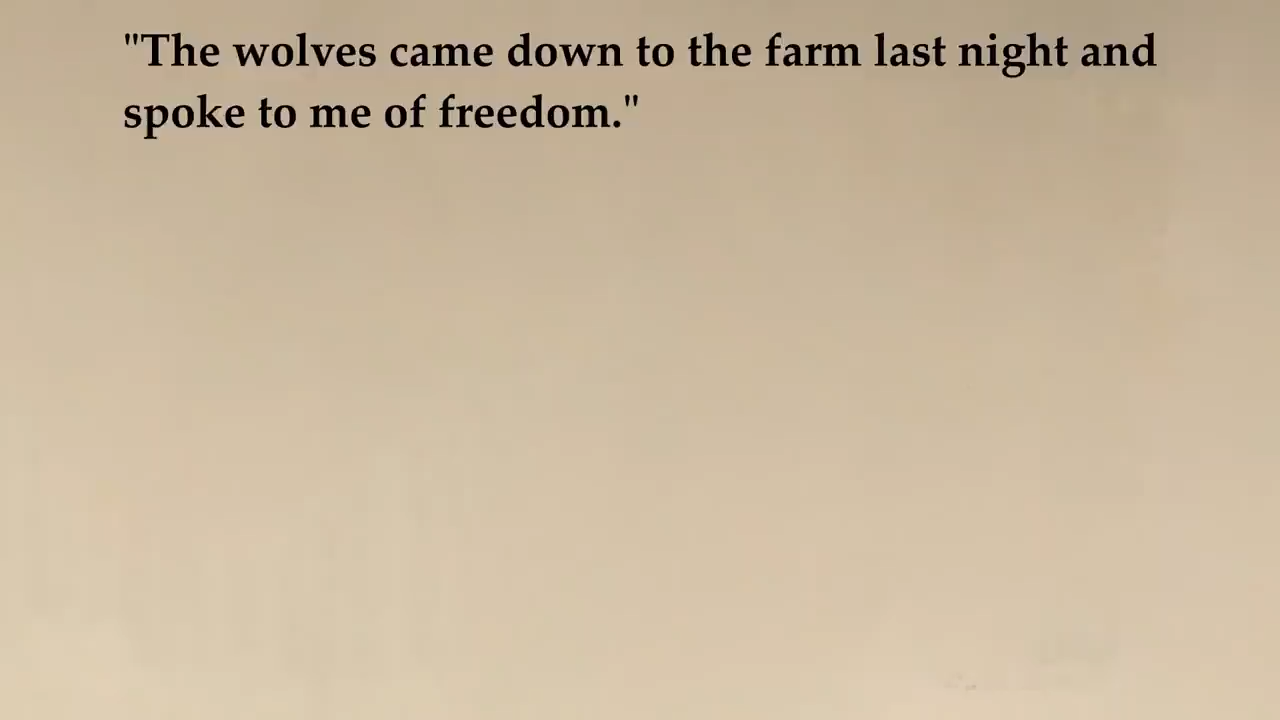 "The wolves came down to the farm last night and
spoke to me of freedom."